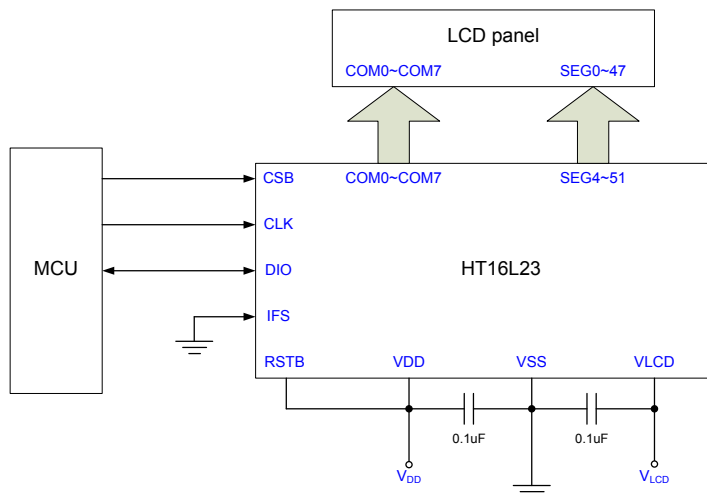 LCD panel
COM0~COM7 SEG0~47
CSB COM0~COM7 SEG4~51
CLK
MCU DIO HT16L23
IFS
RSTB VDD VSS VLCD
0.1uF 0.1uF
VDD VLCD